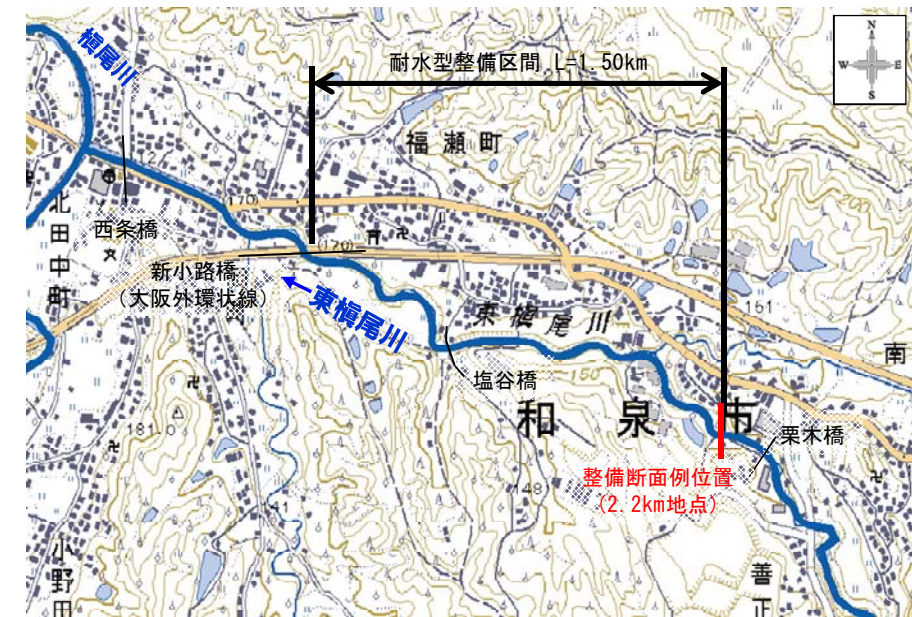 槇尾川
耐水型整備区間 L=1.50km
N
W E
S
福瀬町
127
(170)
北田中町
西条橋
(170)
新小路橋
(大阪外環状線)
←東槇尾川
東槇尾川
151
南
塩谷橋
150
和泉市
栗木橋
181.0
整備断面例位置
(2.2km地点)
148
141
小野田
善正